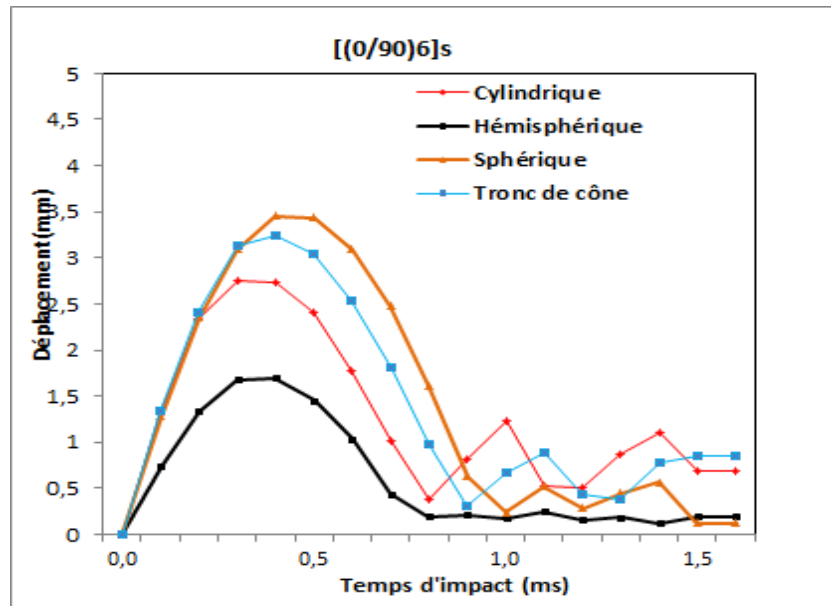 [(0/90)6]s
Cylindrique
Hémisphérique
Sphérique
Tronc de cône
Déplacement(mm)
5
4,5
4
3,5
3
2,5
2
1,5
1
0,5
0
0,0
0,5
1,0
1,5
Temps d'impact (ms)